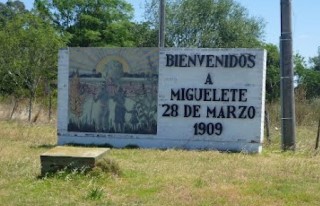 BIENVENIDOS
A
MIGUELETE
28 DE MARZO
1909